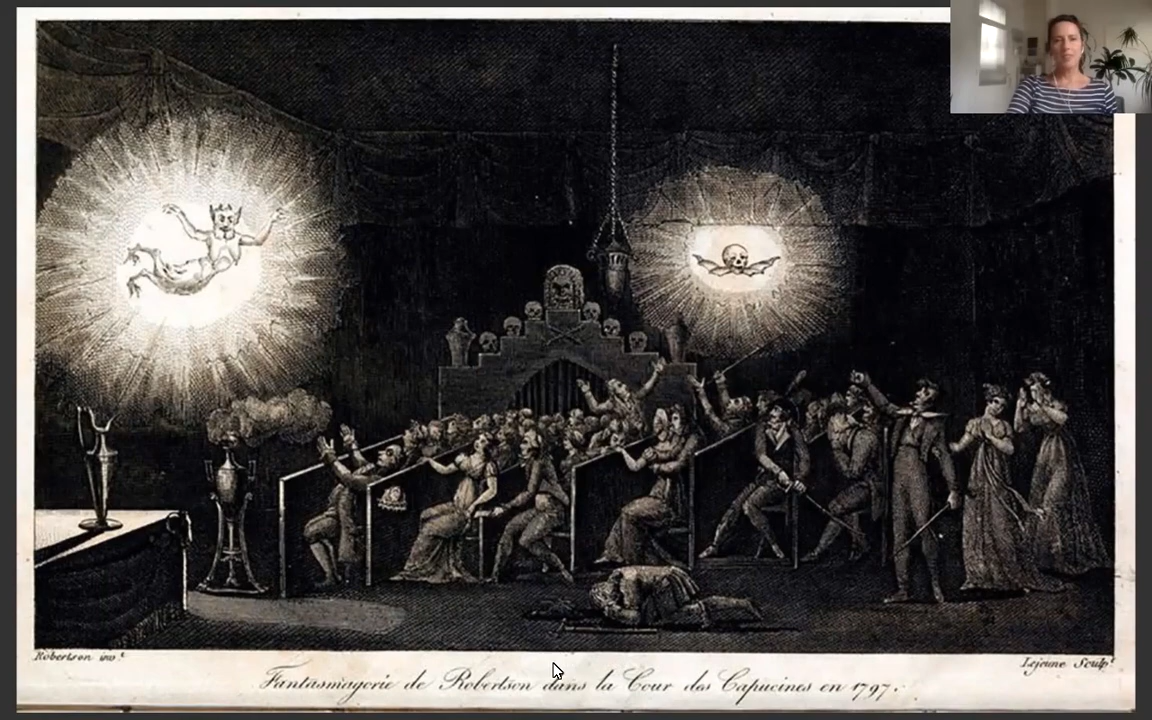 Robertson inv.t
Lejeune Sculp.t
Fantasmagorie de Robertson dans la Cour des Capucines en 1797.